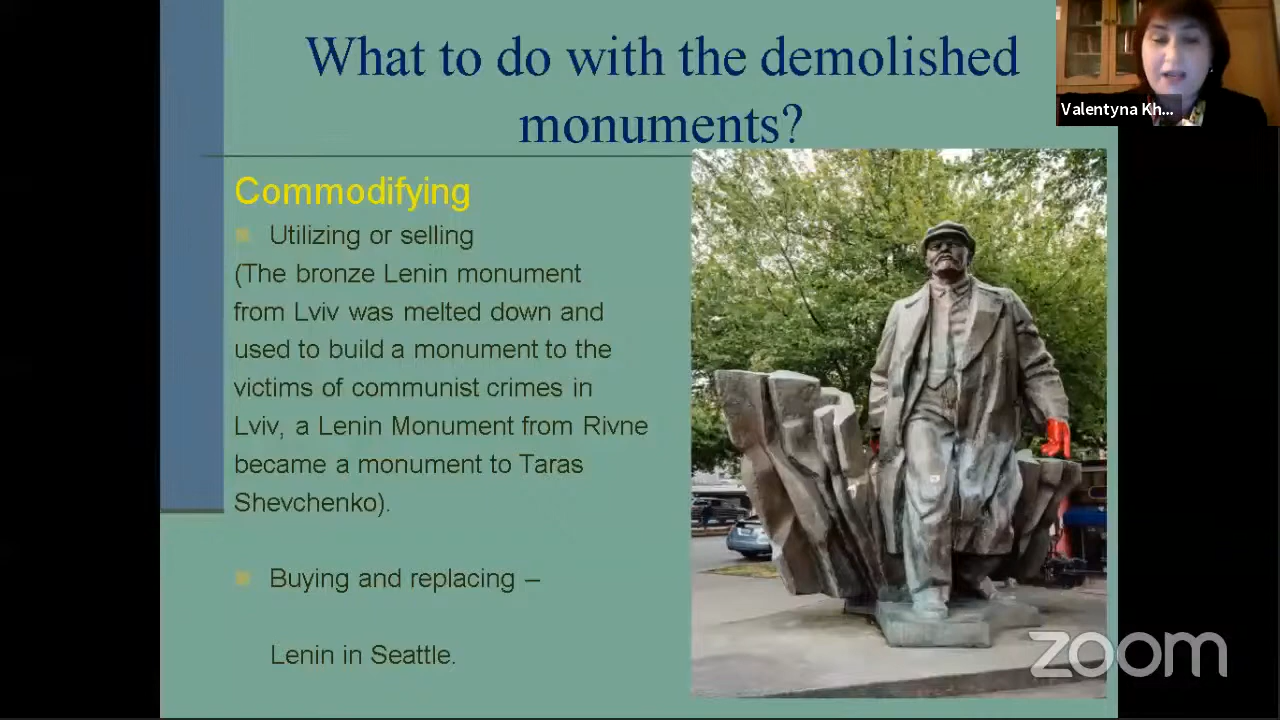 What to do with the demolished
monuments?
Valentyna Kh...
Commodifying
Utilizing or selling
(The bronze Lenin monument
from Lviv was melted down and
used to build a monument to the
victims of communist crimes in
Lviv, a Lenin Monument from Rivne
became a monument to Taras
Shevchenko).
Buying and replacing –
Lenin in Seattle.
zoom